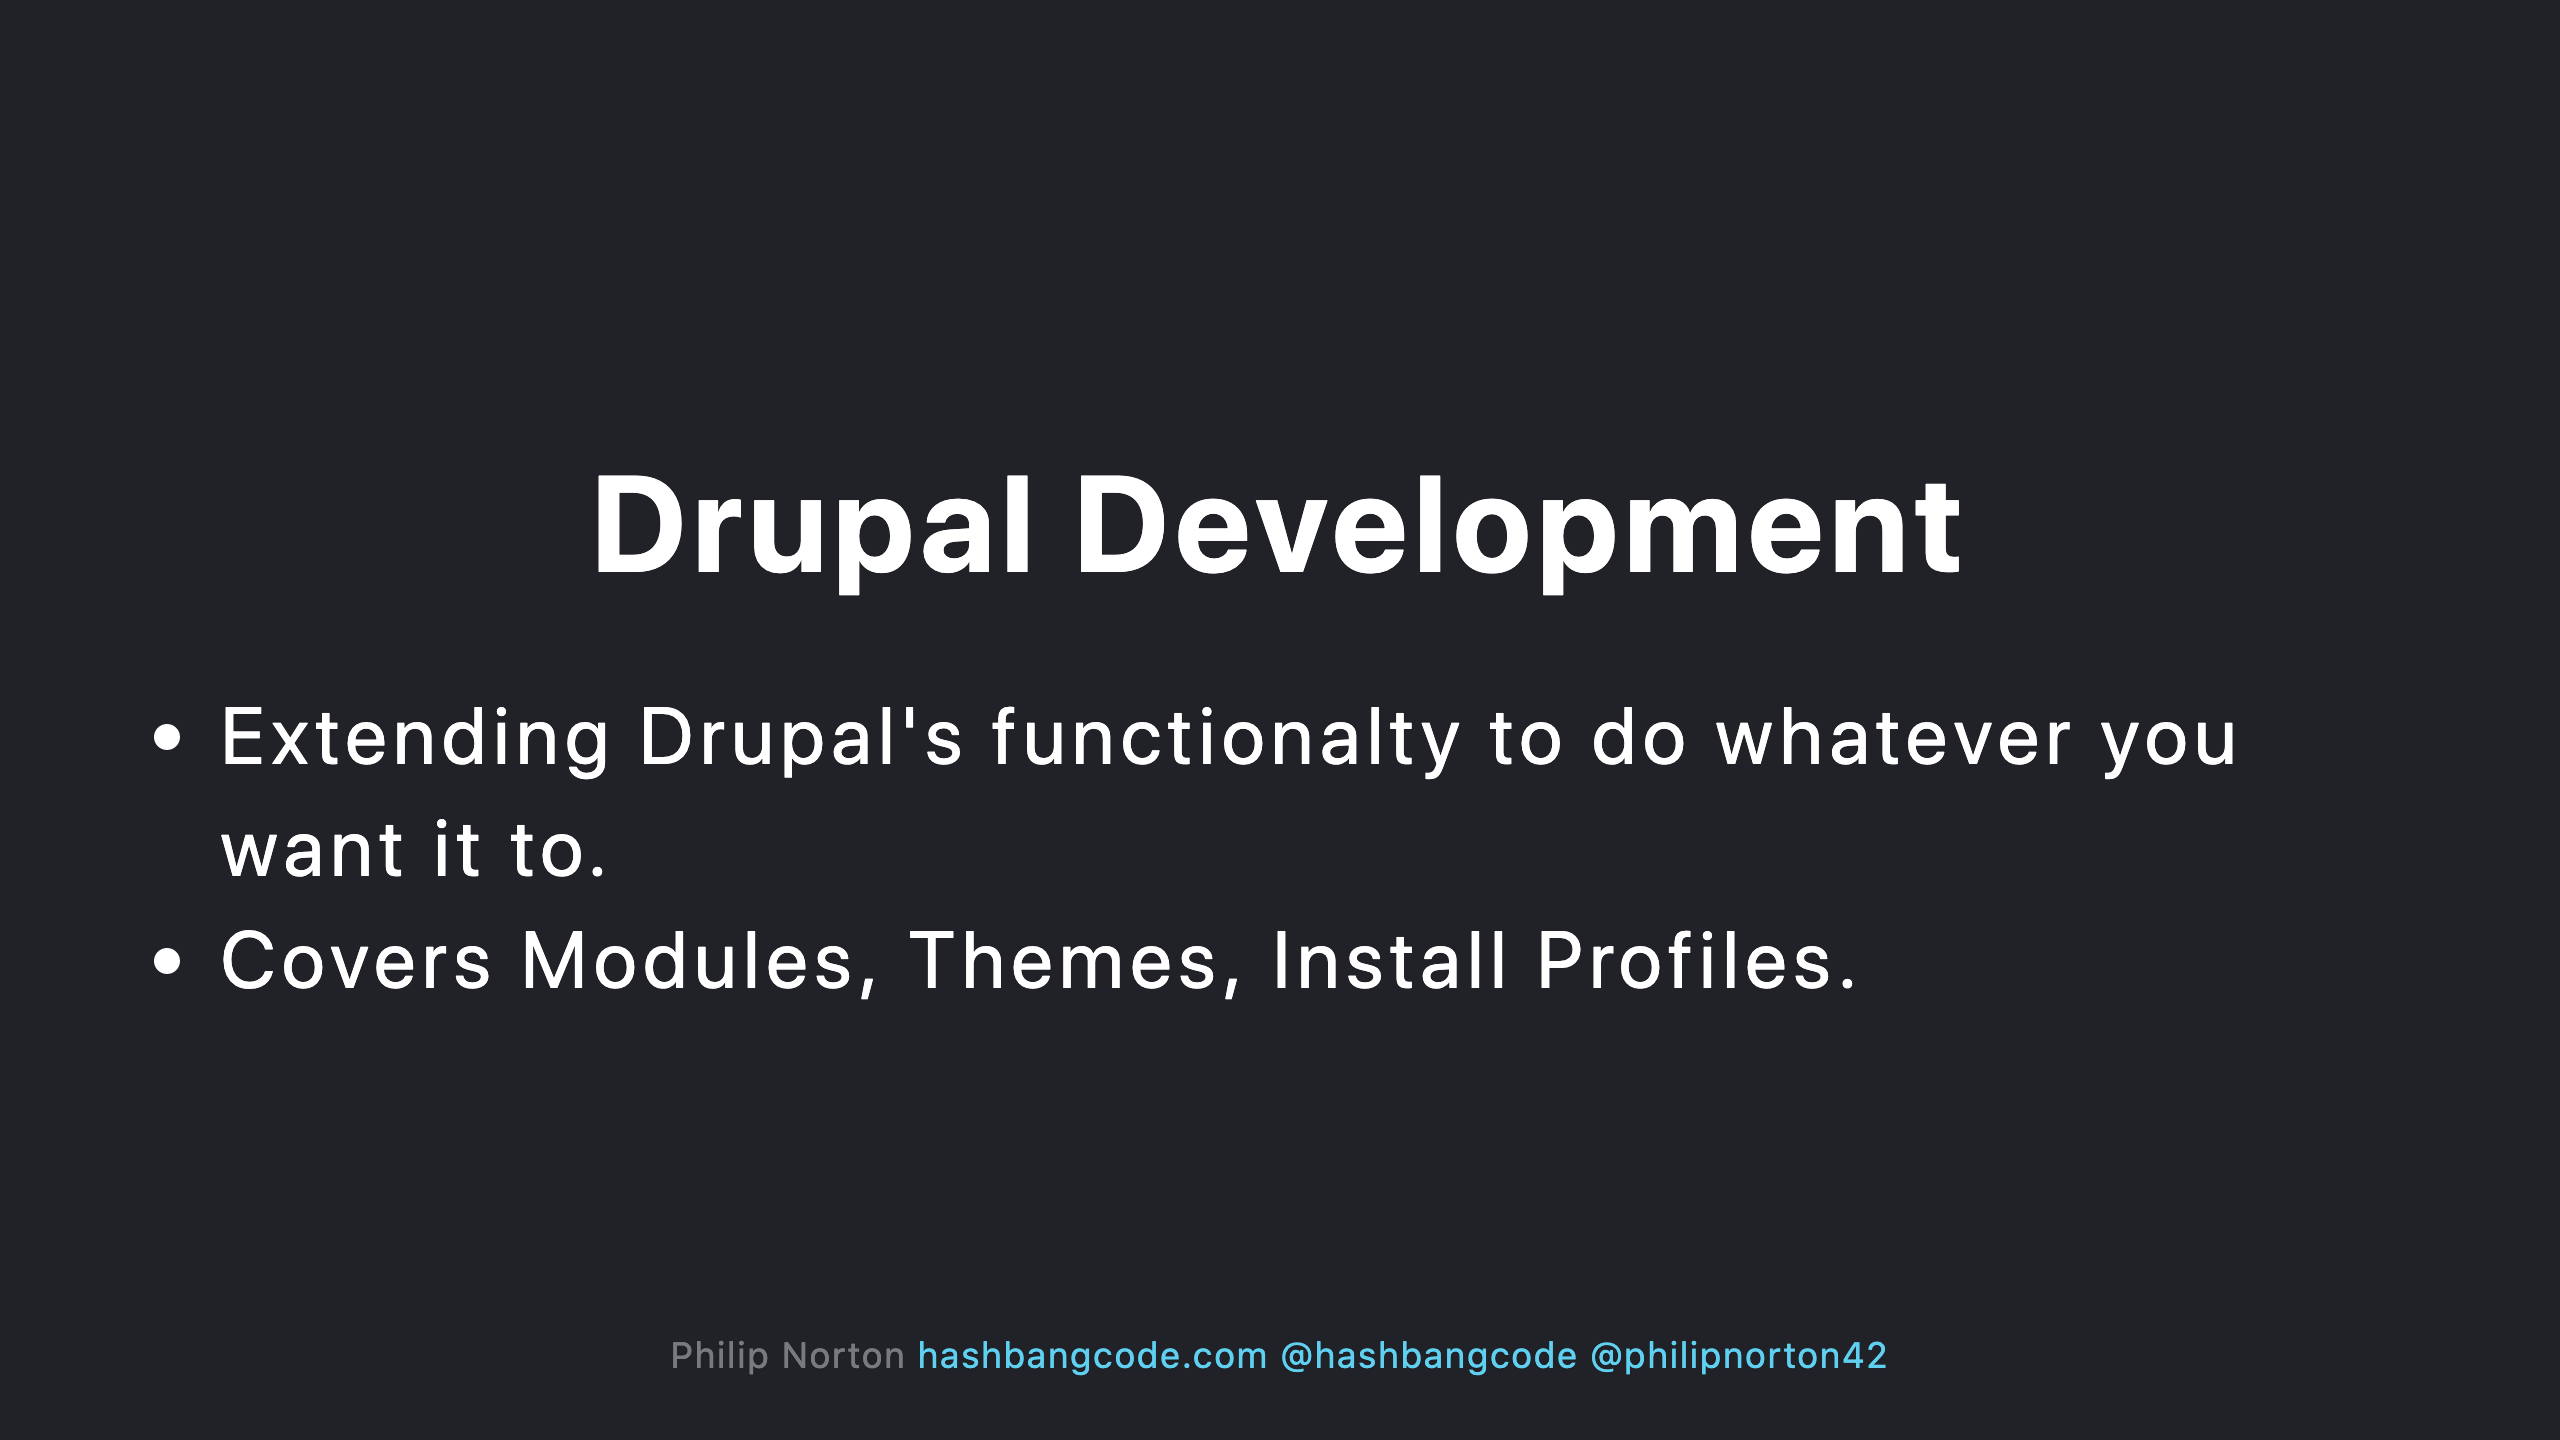 Drupal Development
• Extending Drupal's functionalty to do whatever you
want it to.
• Covers Modules, Themes, Install Profiles.
Philip Norton hashbangcode.com @hashbangcode @philipnorton42